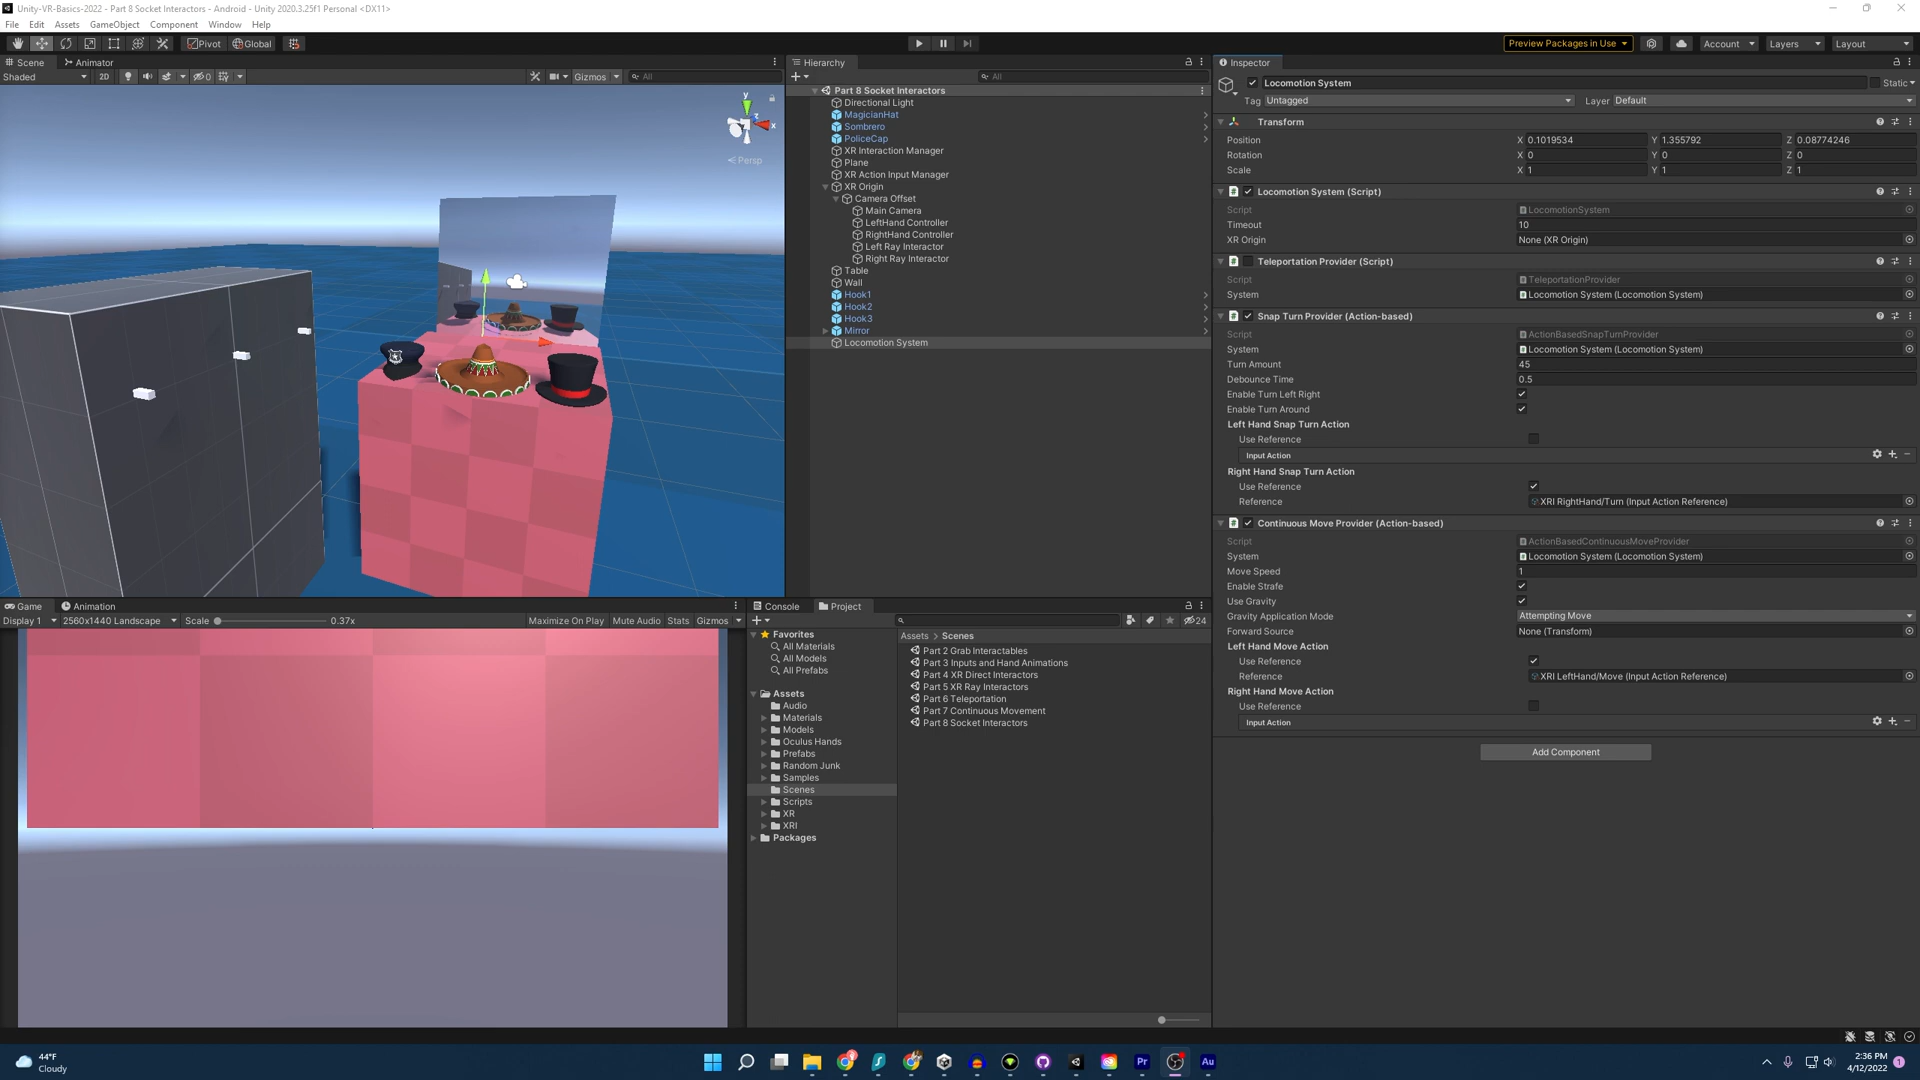 Unity-VR-Basics-2022 - Part 8 Socket Interactors - Android - Unity 2020.3.25f1 Personal <DX11>
File Edit Assets GameObject Component Window Help
Pivot Global Preview Packages in Use Account Layers Layout
Scene Animator
Shaded 2D 0 Gizmos All
y
x
Persp
Hierarchy
All
Part 8 Socket Interactors
Directional Light
MagicianHat
Sombrero
PoliceCap
XR Interaction Manager
Plane
XR Action Input Manager
XR Origin
Camera Offset
Main Camera
LeftHand Controller
RightHand Controller
Left Ray Interactor
Right Ray Interactor
Table
Wall
Hook1
Hook2
Hook3
Mirror
Locomotion System
Inspector
Locomotion System Static
Tag Untagged Layer Default
Transform
Position X 0.1019534 Y 1.355792 Z 0.08774246
Rotation X 0 Y 0 Z 0
Scale X 1 Y 1 Z 1
Locomotion System (Script)
Script LocomotionSystem
Timeout 10
XR Origin None (XR Origin)
Teleportation Provider (Script)
Script TeleportationProvider
System Locomotion System (Locomotion System)
Snap Turn Provider (Action-based)
Script ActionBasedSnapTurnProvider
System Locomotion System (Locomotion System)
Turn Amount 45
Debounce Time 0.5
Enable Turn Left Right
Enable Turn Around
Left Hand Snap Turn Action
Use Reference
Input Action
Right Hand Snap Turn Action
Use Reference
Reference XRI RightHand/Turn (Input Action Reference)
Continuous Move Provider (Action-based)
Script ActionBasedContinuousMoveProvider
System Locomotion System (Locomotion System)
Move Speed 1
Enable Strafe
Use Gravity
Gravity Application Mode Attempting Move
Forward Source None (Transform)
Left Hand Move Action
Use Reference
Reference XRI LeftHand/Move (Input Action Reference)
Right Hand Move Action
Use Reference
Input Action
Add Component
Game Animation
Display 1 2560x1440 Landscape Scale 0.37x Maximize On Play Mute Audio Stats Gizmos
Console Project
24
Favorites
All Materials
All Models
All Prefabs
Assets
Audio
Materials
Models
Oculus Hands
Prefabs
Random Junk
Samples
Scenes
Scripts
XR
XRI
Packages
Assets > Scenes
Part 2 Grab Interactables
Part 3 Inputs and Hand Animations
Part 4 XR Direct Interactors
Part 5 XR Ray Interactors
Part 6 Teleportation
Part 7 Continuous Movement
Part 8 Socket Interactors
44°F
Cloudy
Pr
Au
2:36 PM
4/12/2022
1